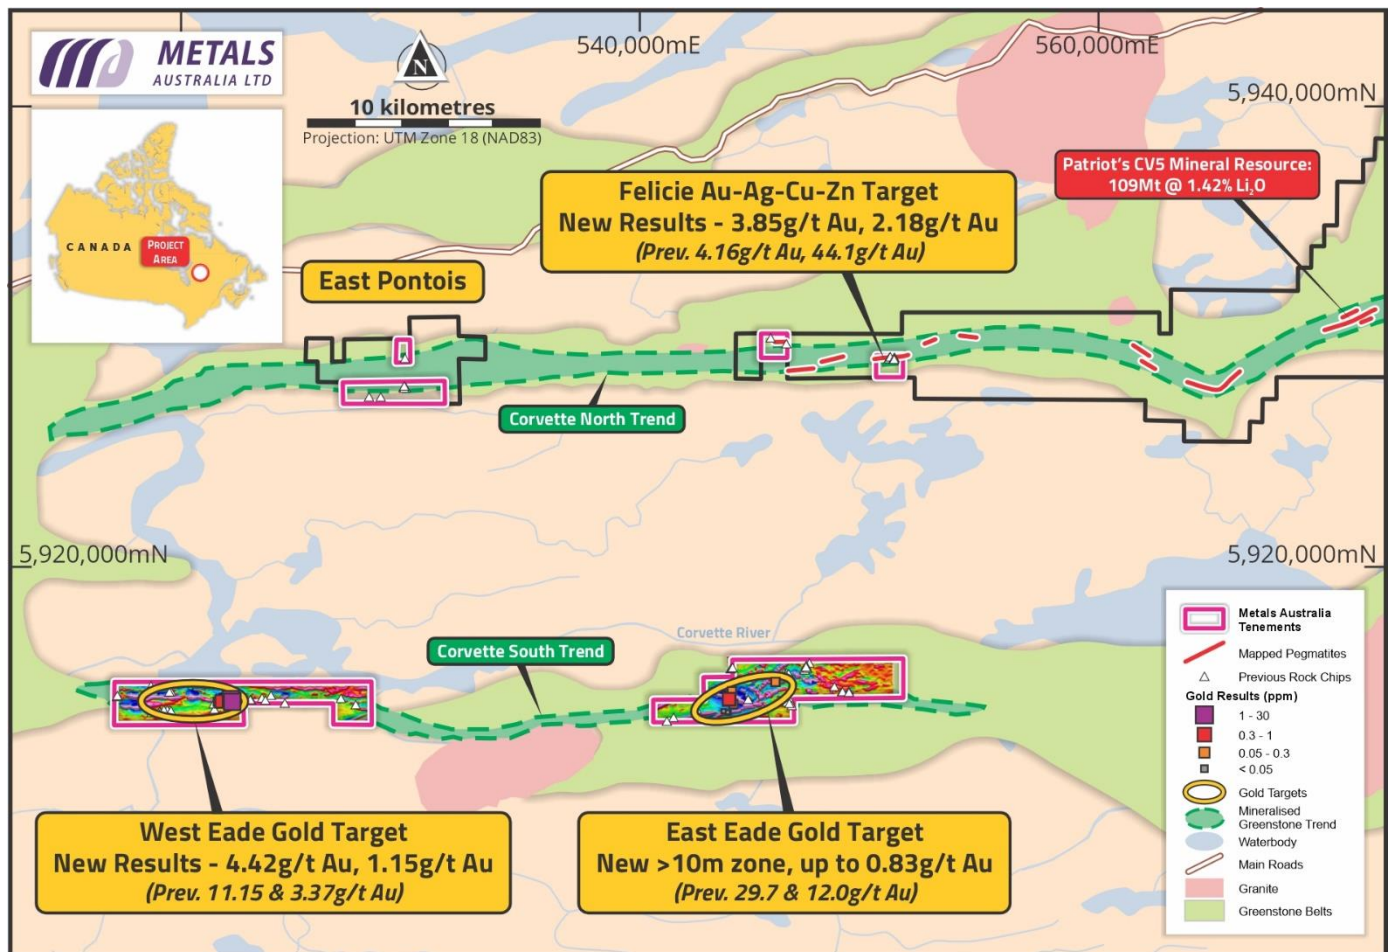 METALS
AUSTRALIA LTD
N
10 kilometres
Projection: UTM Zone 18 (NAD83)
540,000mE
560,000mE
5,940,000mN
CANADA
PROJECT
AREA
Patriot's CV5 Mineral Resource:
109Mt @ 1.42% Li₂O
Felicie Au-Ag-Cu-Zn Target
New Results - 3.85g/t Au, 2.18g/t Au
(Prev. 4.16g/t Au, 44.1g/t Au)
East Pontois
Corvette North Trend
5,920,000mN
5,920,000mN
Corvette River
Corvette South Trend
West Eade Gold Target
New Results - 4.42g/t Au, 1.15g/t Au
(Prev. 11.15 & 3.37g/t Au)
East Eade Gold Target
New >10m zone, up to 0.83g/t Au
(Prev. 29.7 & 12.0g/t Au)
Metals Australia
Tenements
Mapped Pegmatites
Previous Rock Chips
Gold Results (ppm)
1 - 30
0.3 - 1
0.05 - 0.3
< 0.05
Gold Targets
Mineralised
Greenstone Trend
Waterbody
Main Roads
Granite
Greenstone Belts